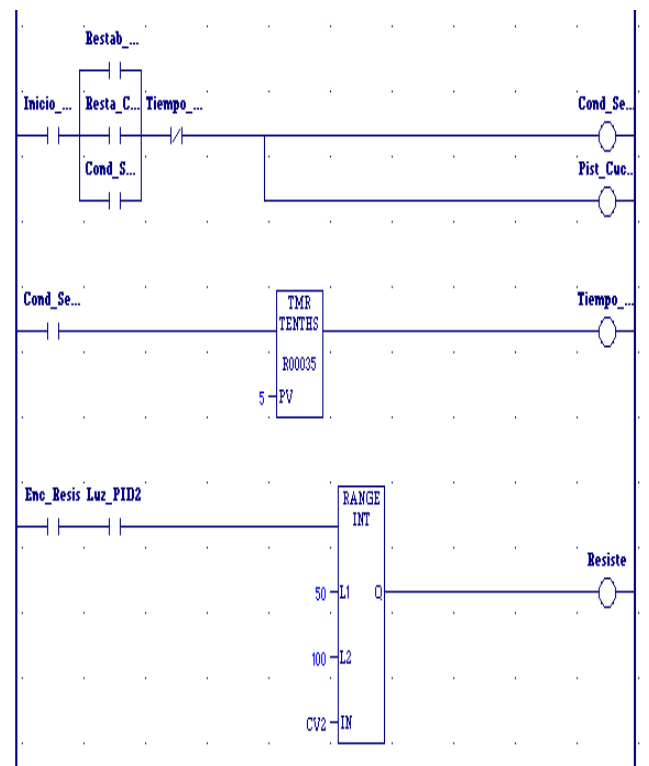 Restab_...
Inicio_... Resta_C... Tiempo_... Cond_Se..
Cond_S... Pist_Cuc..
Cond_Se... TMR Tiempo_...
TENTHS
R00035
5 PV
Enc_Resis Luz_PID2 RANGE
INT
Resiste
50 L1 Q
100 L2
CV2 IN